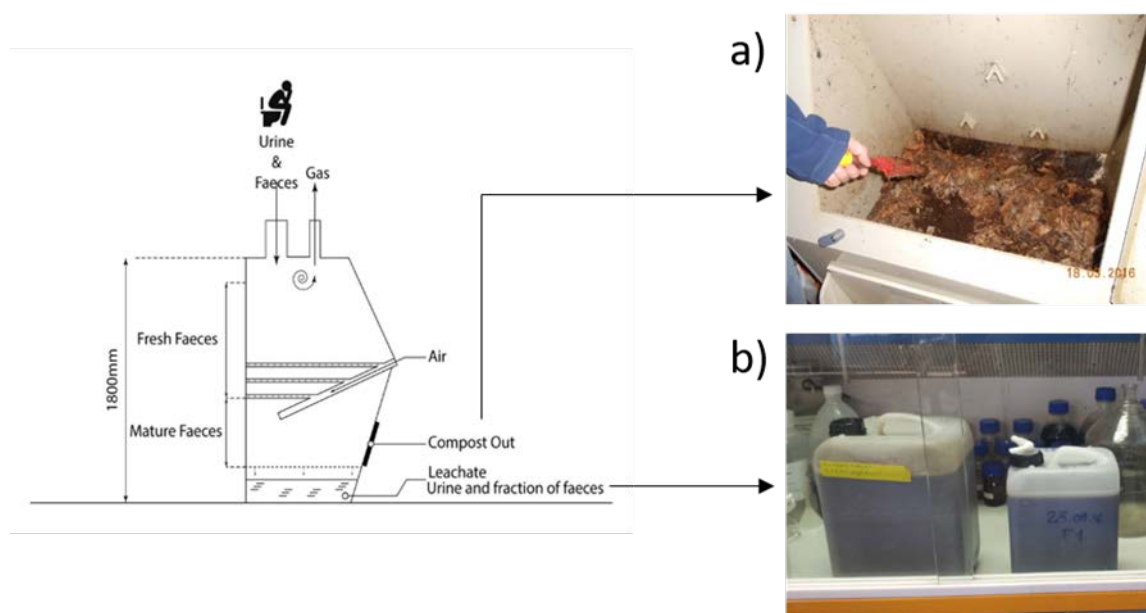 a)
Urine
&
Faeces
Gas
Fresh Faeces
Air
1800mm
Mature Faeces
Compost Out
Leachate
Urine and fraction of faeces
18.03.2016
b)